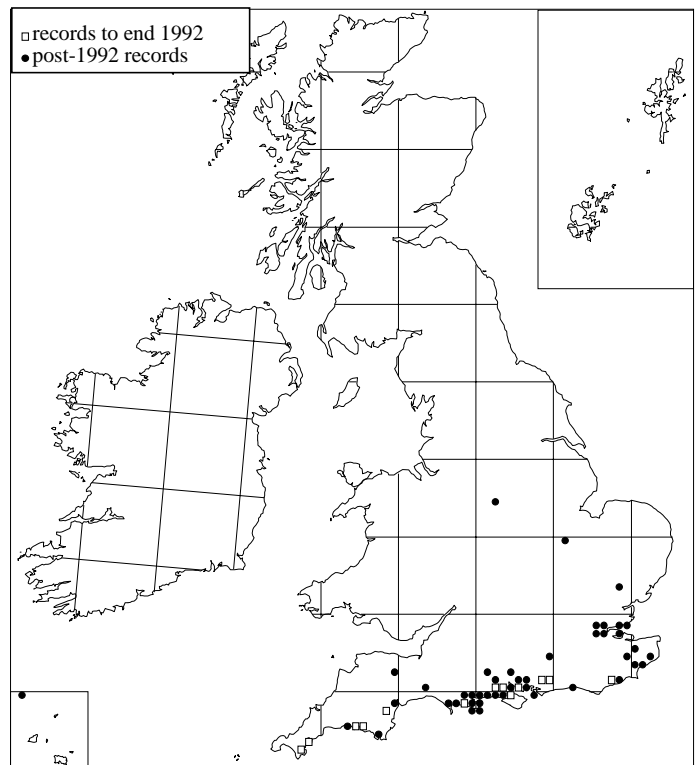 □ records to end 1992
● post-1992 records